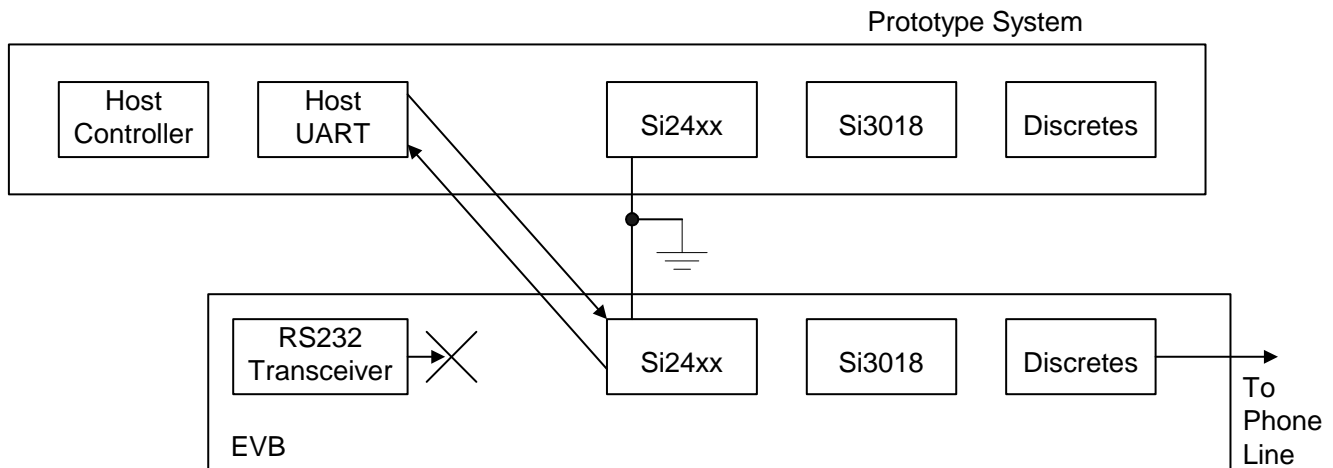 Prototype System
Host
Controller
Host
UART
Si24xx
Si3018
Discretes
RS232
Transceiver
Si24xx
Si3018
Discretes
EVB
To
Phone
Line